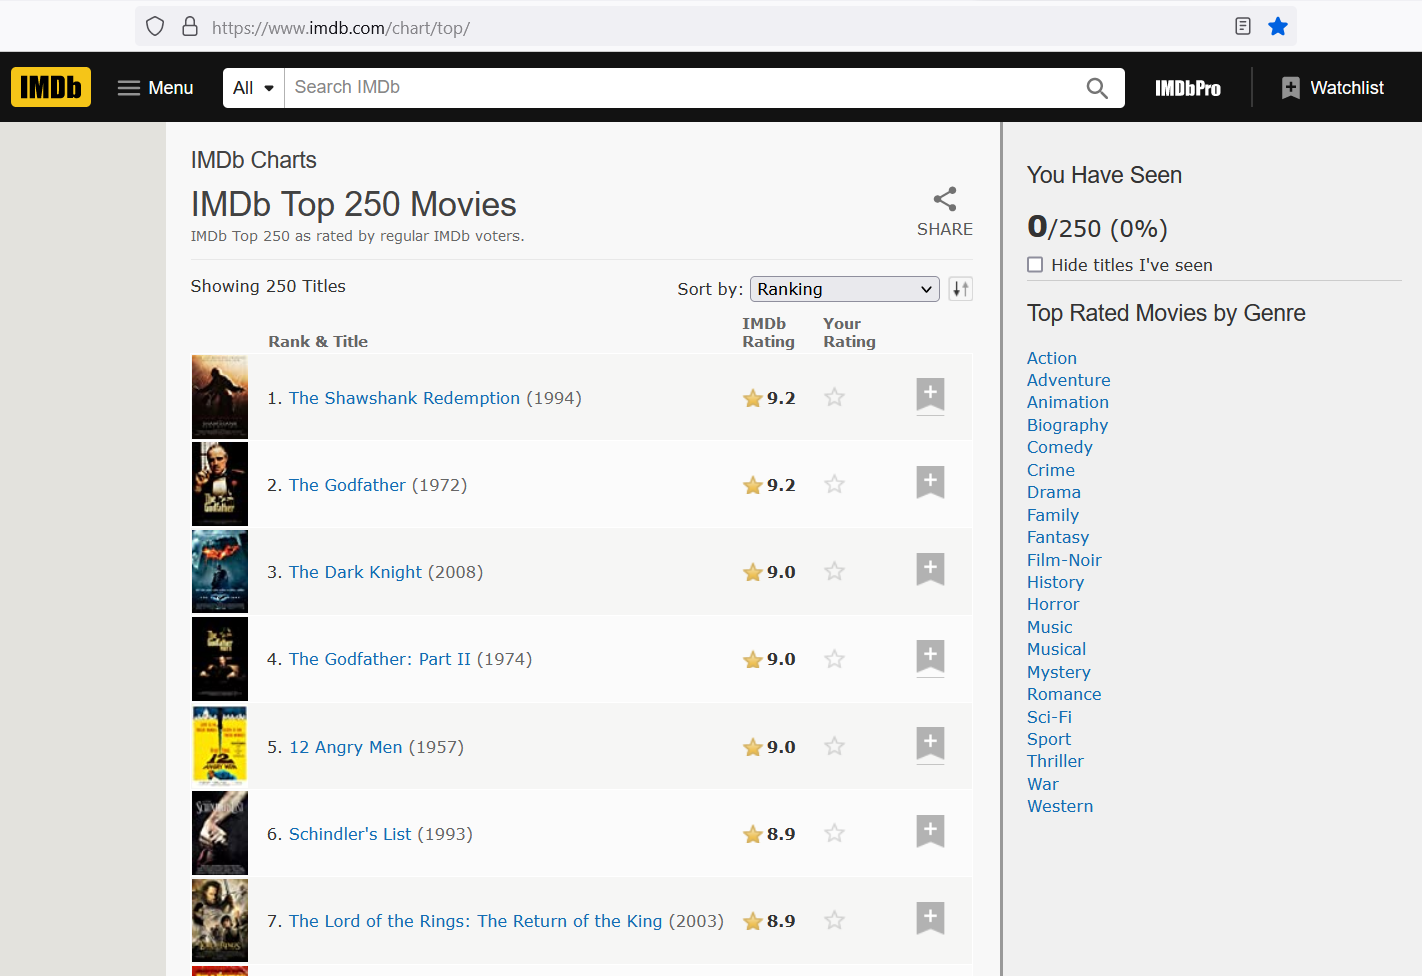 https://www.imdb.com/chart/top/
IMDb
Menu
All
Search IMDb
IMDbPro
Watchlist
IMDb Charts
IMDb Top 250 Movies
IMDb Top 250 as rated by regular IMDb voters.
SHARE
Showing 250 Titles
Sort by: Ranking
Rank & Title
IMDb Rating
Your Rating
1. The Shawshank Redemption (1994) 9.2
2. The Godfather (1972) 9.2
3. The Dark Knight (2008) 9.0
4. The Godfather: Part II (1974) 9.0
5. 12 Angry Men (1957) 9.0
6. Schindler's List (1993) 8.9
7. The Lord of the Rings: The Return of the King (2003) 8.9
You Have Seen
0/250 (0%)
Hide titles I've seen
Top Rated Movies by Genre
Action
Adventure
Animation
Biography
Comedy
Crime
Drama
Family
Fantasy
Film-Noir
History
Horror
Music
Musical
Mystery
Romance
Sci-Fi
Sport
Thriller
War
Western